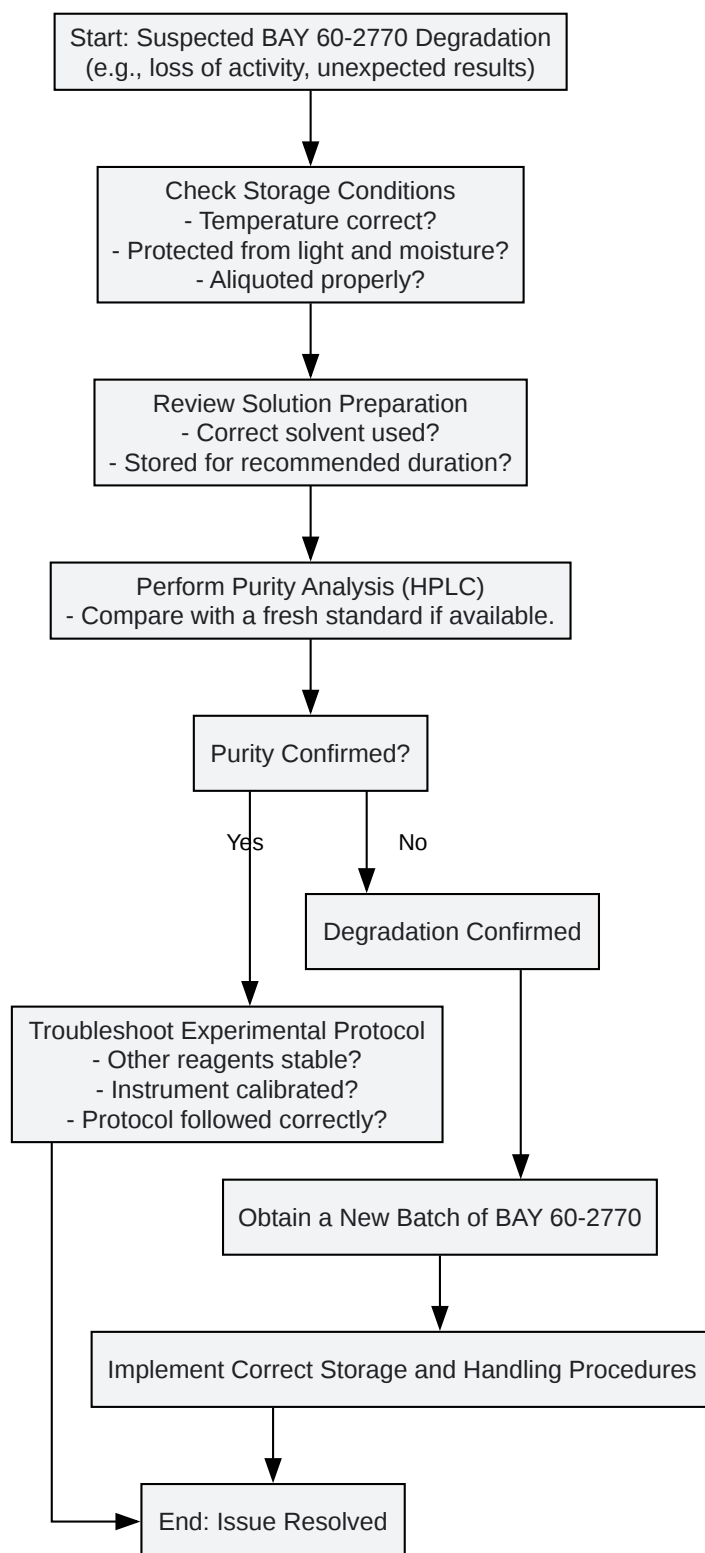 Start: Suspected BAY 60-2770 Degradation
(e.g., loss of activity, unexpected results)
Check Storage Conditions
- Temperature correct?
- Protected from light and moisture?
- Aliquoted properly?
Review Solution Preparation
- Correct solvent used?
- Stored for recommended duration?
Perform Purity Analysis (HPLC)
- Compare with a fresh standard if available.
Purity Confirmed?
Yes
No
Degradation Confirmed
Troubleshoot Experimental Protocol
- Other reagents stable?
- Instrument calibrated?
- Protocol followed correctly?
Obtain a New Batch of BAY 60-2770
Implement Correct Storage and Handling Procedures
End: Issue Resolved